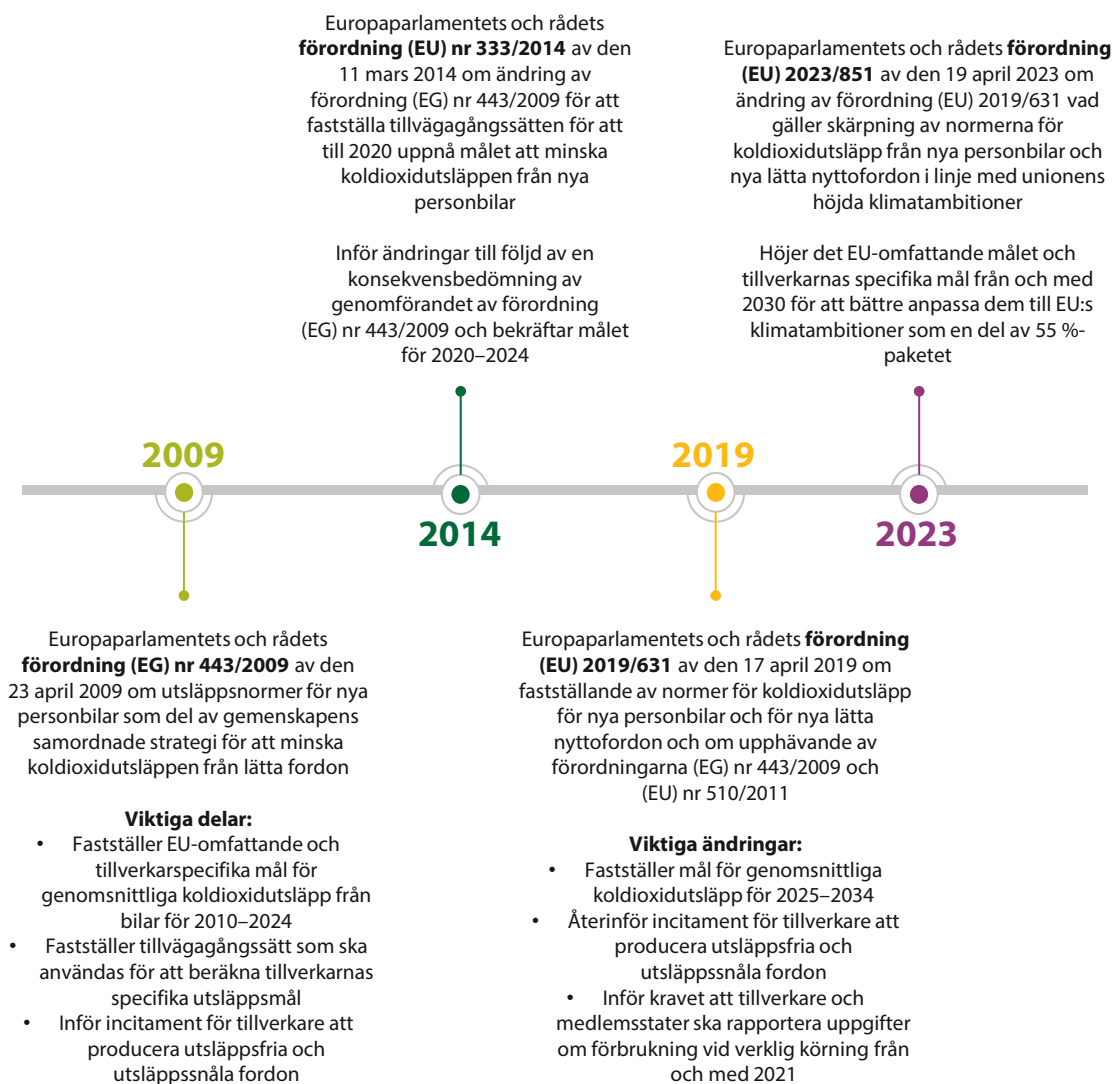 Europaparlamentets och rådets
förordning (EU) nr 333/2014 av den
11 mars 2014 om ändring av
förordning (EG) nr 443/2009 för att
fastställa tillvägagångssätten för att
till 2020 uppnå målet att minska
koldioxidutsläppen från nya
personbilar
Inför ändringar till följd av en
konsekvensbedömning av
genomförandet av förordning
(EG) nr 443/2009 och bekräftar målet
för 2020–2024
Europaparlamentets och rådets förordning
(EU) 2023/851 av den 19 april 2023 om
ändring av förordning (EU) 2019/631 vad
gäller skärpning av normerna för
koldioxidutsläpp från nya personbilar och
nya lätta nyttofordon i linje med unionens
höjda klimatambitioner
Höjer det EU-omfattande målet och
tillverkarnas specifika mål från och med
2030 för att bättre anpassa dem till EU:s
klimatambitioner som en del av 55 %-
paketet
2009
2014
2019
2023
Europaparlamentets och rådets
förordning (EG) nr 443/2009 av den
23 april 2009 om utsläppsnormer för nya
personbilar som del av gemenskapens
samordnade strategi för att minska
koldioxidutsläppen från lätta fordon
Viktiga delar:
• Fastställer EU-omfattande och
tillverkarspecifika mål för
genomsnittliga koldioxidutsläpp från
bilar för 2010–2024
• Fastställer tillvägagångssätt som ska
användas för att beräkna tillverkarnas
specifika utsläppsmål
• Inför incitament för tillverkare att
producera utsläppsfria och
utsläppssnåla fordon
Europaparlamentets och rådets förordning
(EU) 2019/631 av den 17 april 2019 om
fastställande av normer för koldioxidutsläpp
för nya personbilar och för nya lätta
nyttofordon och om upphävande av
förordningarna (EG) nr 443/2009 och
(EU) nr 510/2011
Viktiga ändringar:
• Fastställer mål för genomsnittliga
koldioxidutsläpp för 2025–2034
• Återinför incitament för tillverkare att
producera utsläppsfria och
utsläppssnåla fordon
• Inför kravet att tillverkare och
medlemsstater ska rapportera uppgifter
om förbrukning vid verklig körning från
och med 2021